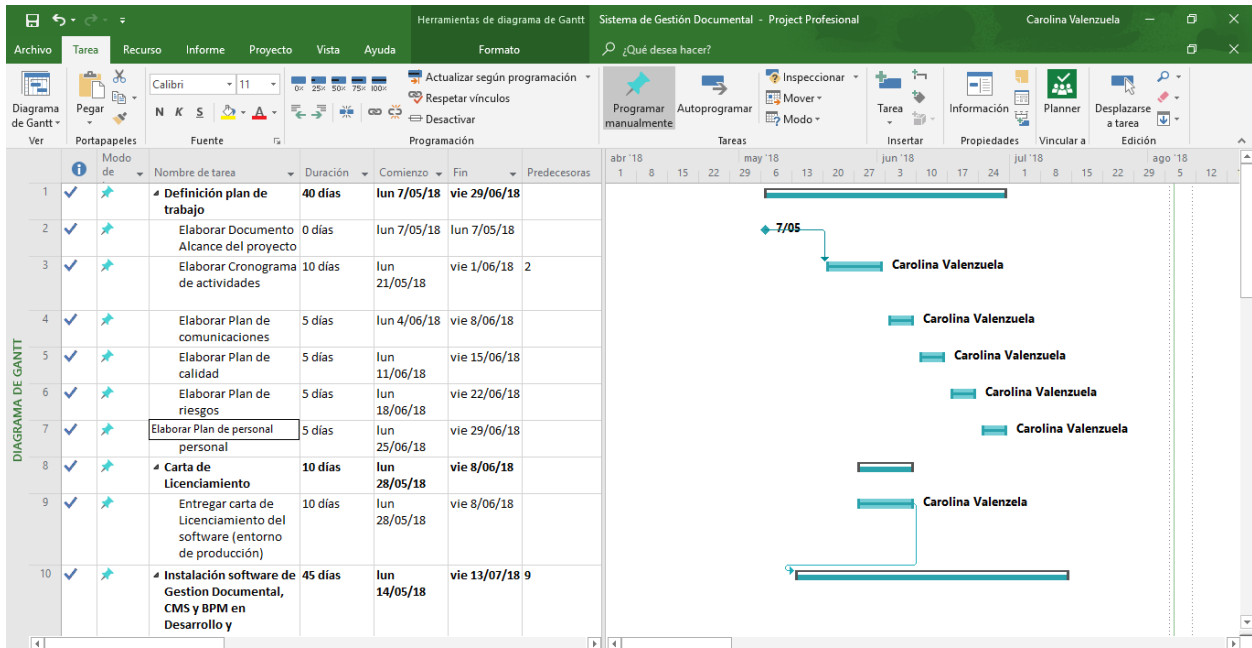 Herramientas de diagrama de Gantt Sistema de Gestión Documental - Project Profesional Carolina Valenzuela
Archivo Tarea Recurso Informe Proyecto Vista Ayuda Formato ¿Qué desea hacer?
Calibri 11 0× 25× 50× 75× 100× Actualizar según programación Inspeccionar
Respetar vínculos Mover
Diagrama de Gantt Pegar N K S A Desactivar Programar manualmente Autoprogramar Modo Tarea Información Planner Desplazarse a tarea
Ver Portapapeles Fuente Programación Tareas Insertar Propiedades Vincular a Edición
Modo de Nombre de tarea Duración Comienzo Fin Predecesoras
abr '18 may '18 jun '18 jul '18 ago '18
1 8 15 22 29 6 13 20 27 3 10 17 24 1 8 15 22 29 5 12
DIAGRAMA DE GANTT
1 Definición plan de 40 días lun 7/05/18 vie 29/06/18
trabajo
2 Elaborar Documento 0 días lun 7/05/18 lun 7/05/18 7/05
Alcance del proyecto
3 Elaborar Cronograma 10 días lun vie 1/06/18 2 Carolina Valenzuela
de actividades 21/05/18
4 Elaborar Plan de 5 días lun 4/06/18 vie 8/06/18 Carolina Valenzuela
comunicaciones
5 Elaborar Plan de 5 días lun vie 15/06/18 Carolina Valenzuela
calidad 11/06/18
6 Elaborar Plan de 5 días lun vie 22/06/18 Carolina Valenzuela
riesgos 18/06/18
7 Elaborar Plan de personal 5 días lun vie 29/06/18 Carolina Valenzuela
personal 25/06/18
8 Carta de 10 días lun vie 8/06/18
Licenciamiento 28/05/18
9 Entregar carta de 10 días lun vie 8/06/18 Carolina Valenzela
Licenciamiento del 28/05/18
software (entorno
de producción)
10 Instalación software de 45 días lun vie 13/07/18 9
Gestion Documental, 14/05/18
CMS y BPM en
Desarrollo y